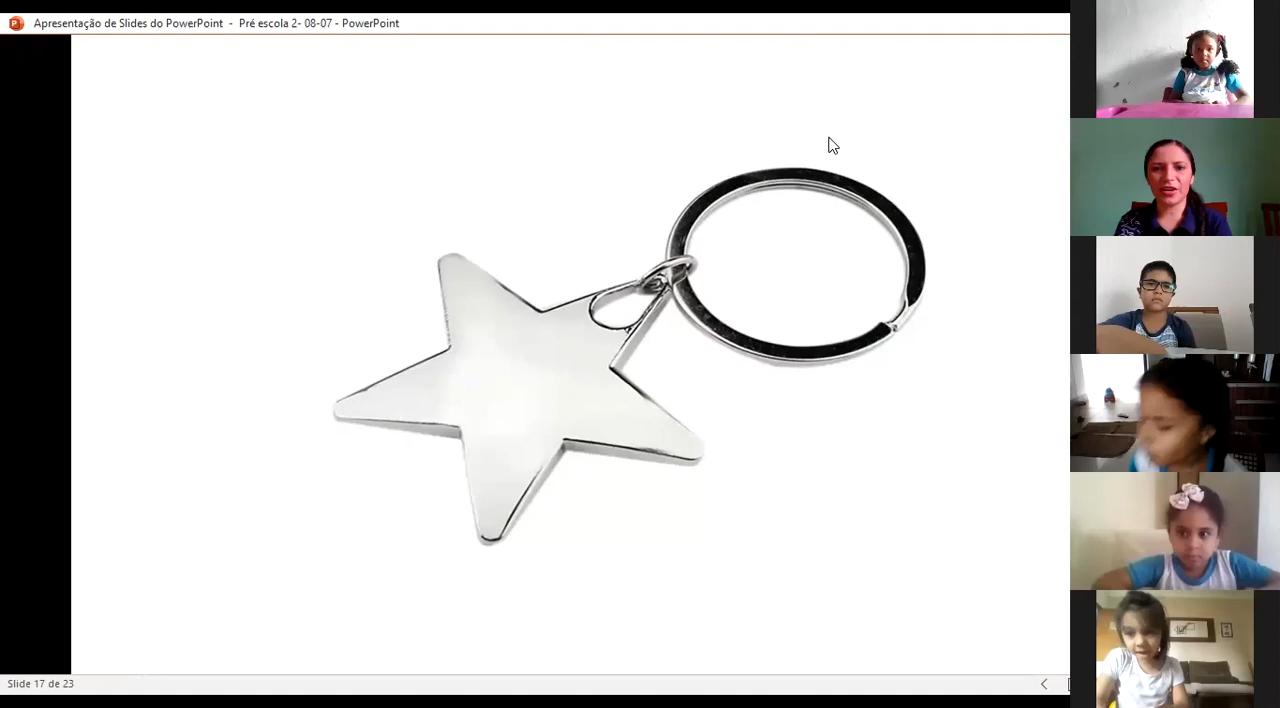 Apresentação de Slides do PowerPoint - Pré escola 2- 08-07 - PowerPoint
Slide 17 de 23